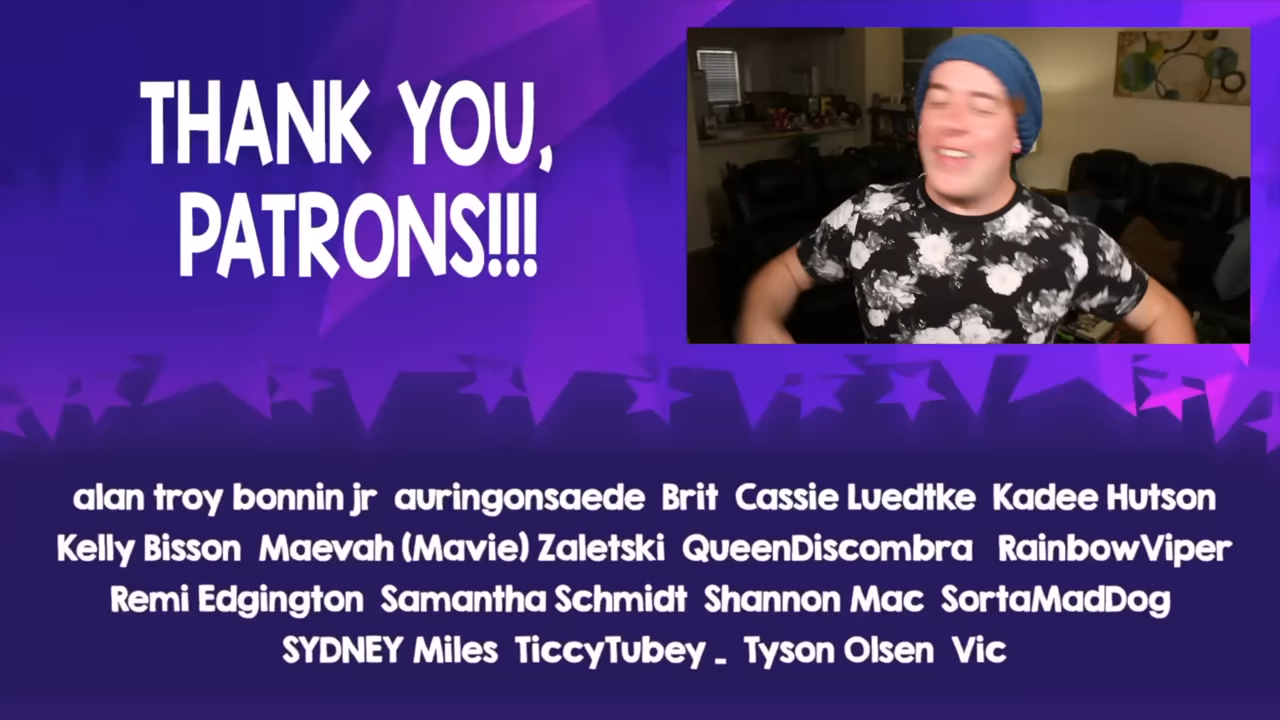 THANK YOU,
PATRONS!!!
alan troy bonnin jr auringonsaede Brit Cassie Luedtke Kadee Hutson
Kelly Bisson Maevah (Mavie) Zaletski QueenDiscombra RainbowViper
Remi Edgington Samantha Schmidt Shannon Mac SortaMadDog
SYDNEY Miles TiccyTubey _ Tyson Olsen Vic